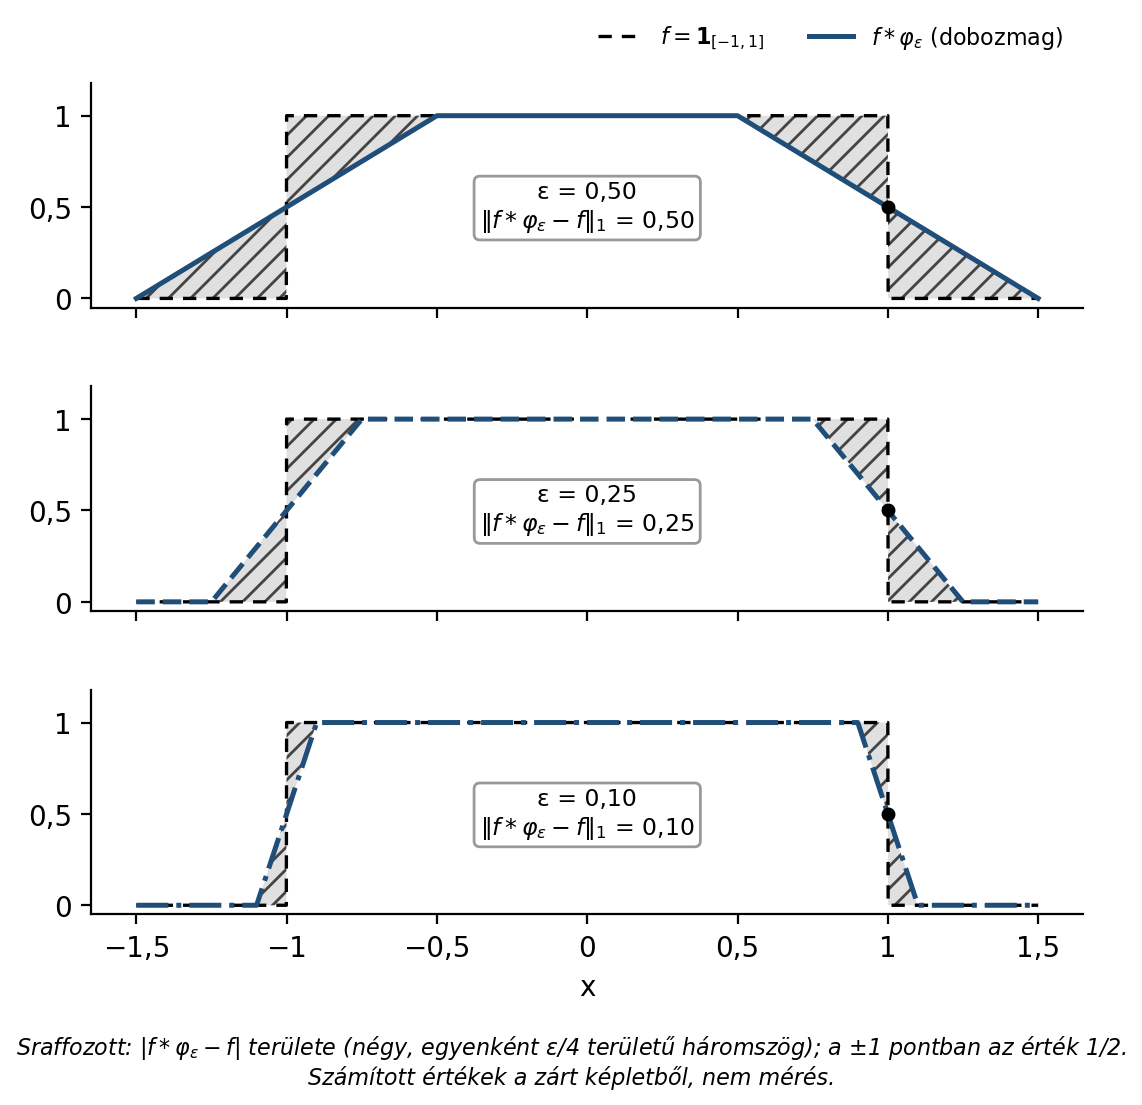 f = 𝟏[−1, 1]   f * φε (dobozmag)
1
0,5
0
ε = 0,50
‖f * φε − f‖1 = 0,50
1
0,5
0
ε = 0,25
‖f * φε − f‖1 = 0,25
1
0,5
0
ε = 0,10
‖f * φε − f‖1 = 0,10
−1,5 −1 −0,5 0 0,5 1 1,5
x
Sraffozott: |f * φε − f| területe (négy, egyenként ε/4 területű háromszög); a ±1 pontban az érték 1/2.
Számított értékek a zárt képletből, nem mérés.